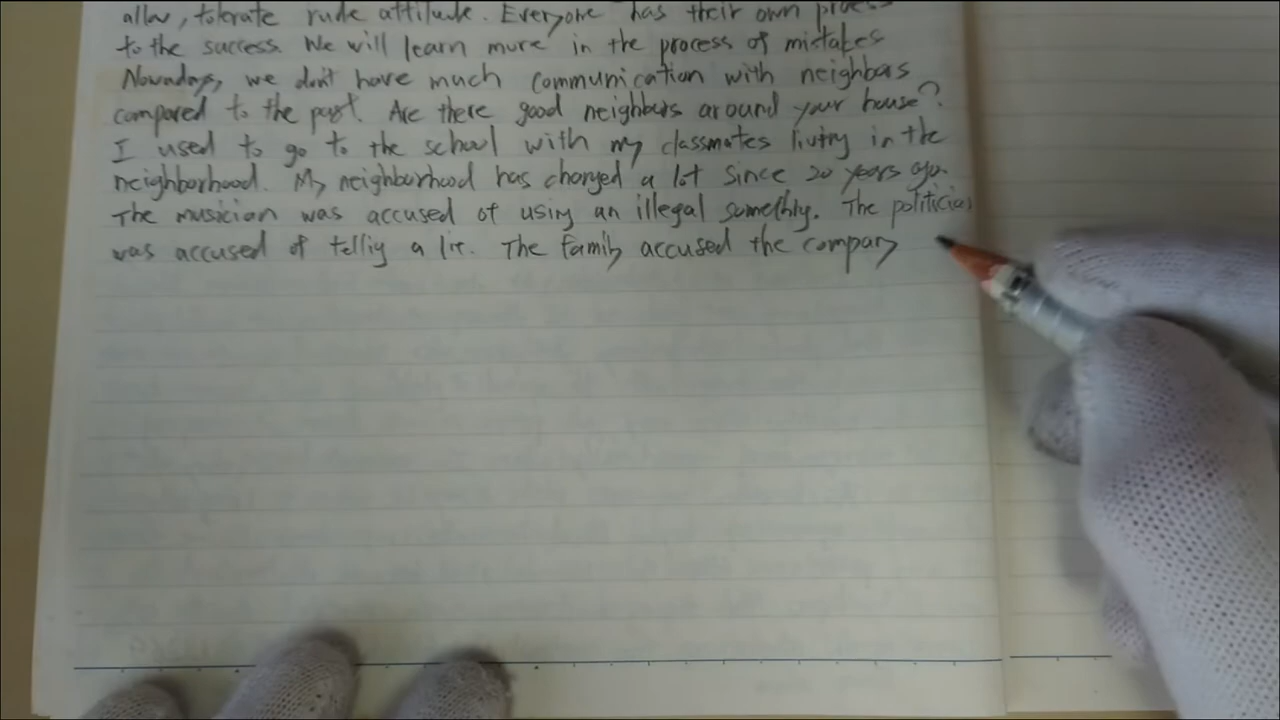 allow, tolerate rude attitude. Everyone has their own process
to the success. We will learn more in the process of mistakes
Nowadays, we don't have much communication with neighbors
compared to the past. Are there good neighbors around your house?
I used to go to the school with my classmates living in the
neighborhood. My neighborhood has changed a lot since 20 years ago.
The musician was accused of using an illegal something. The politician
was accused of tellig a lie. The family accused the company